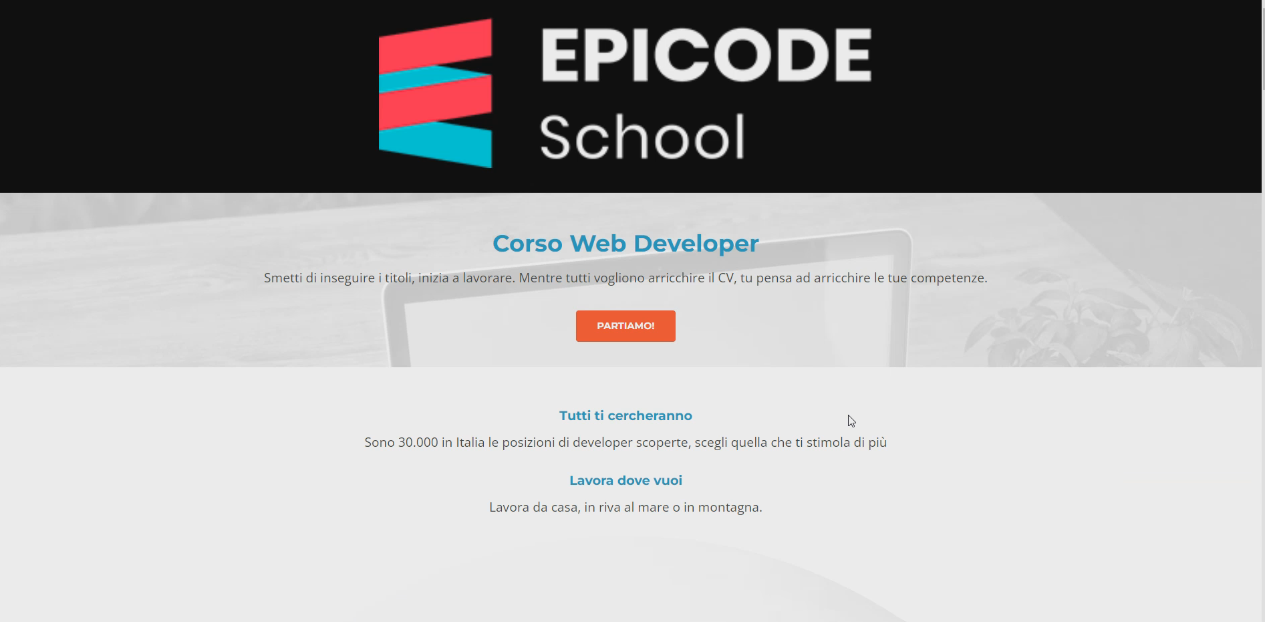 EPICODE
School
Corso Web Developer
Smetti di inseguire i titoli, inizia a lavorare. Mentre tutti vogliono arricchire il CV, tu pensa ad arricchire le tue competenze.
PARTIAMO!
Tutti ti cercheranno
Sono 30.000 in Italia le posizioni di developer scoperte, scegli quella che ti stimola di più
Lavora dove vuoi
Lavora da casa, in riva al mare o in montagna.